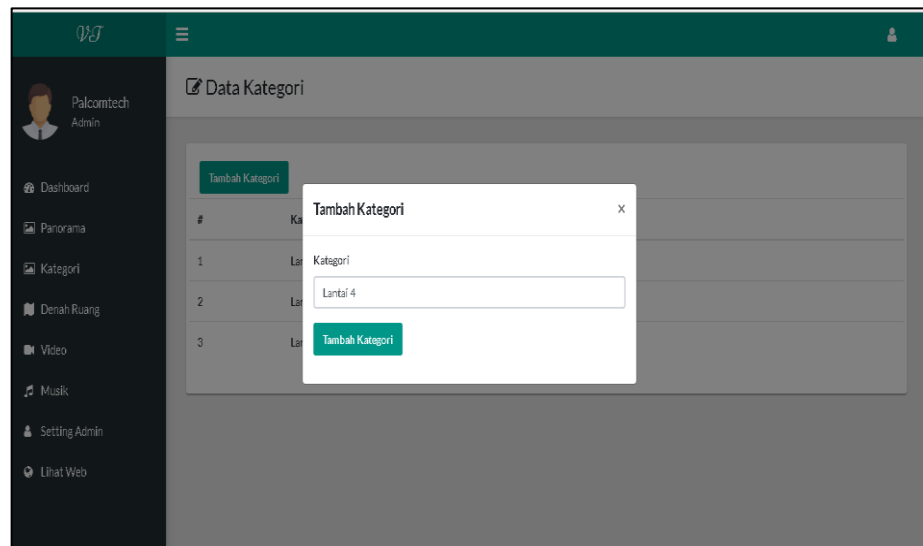 VT
Palcomtech
Admin
Dashboard
Panorama
Kategori
Denah Ruang
Video
Musik
Setting Admin
Lihat Web
Data Kategori
Tambah Kategori
#
1
2
3
Tambah Kategori
x
Kategori
Lantai 4
Tambah Kategori